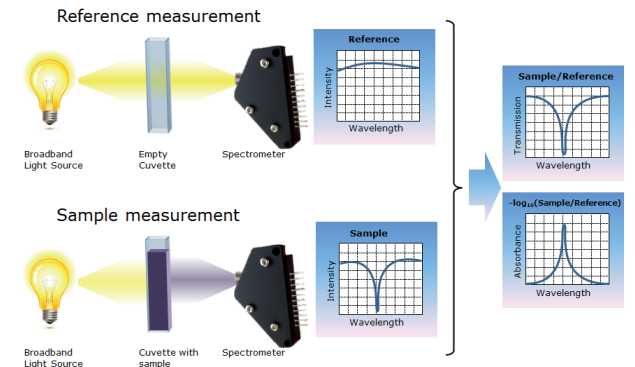 Reference measurement
Broadband
Light Source
Empty
Cuvette
Spectrometer
Reference
Intensity
Wavelength
Sample measurement
Broadband
Light Source
Cuvette with
sample
Spectrometer
Sample
Intensity
Wavelength
Sample/Reference
Transmission
Wavelength
-log₁₀(Sample/Reference)
Absorbance
Wavelength